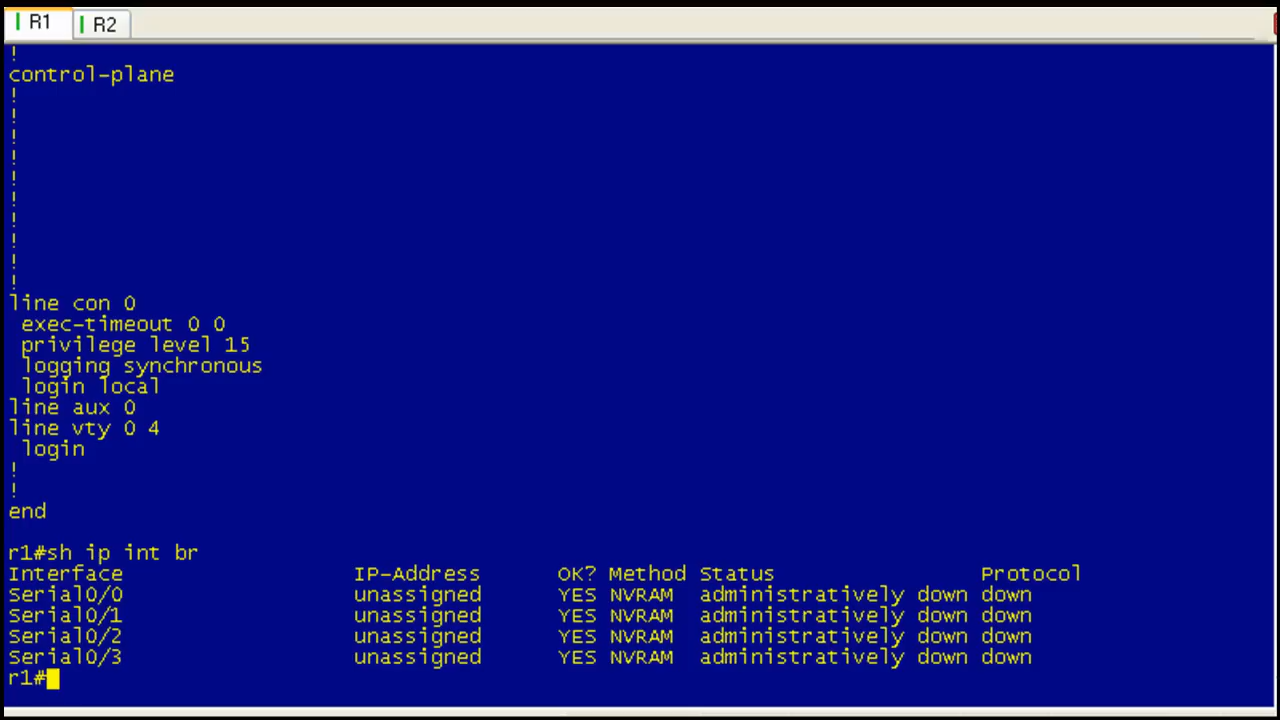 R1
R2
!
control-plane
!
!
!
!
!
!
!
!
!
!
line con 0
exec-timeout 0 0
privilege level 15
logging synchronous
login local
line aux 0
line vty 0 4
login
!
!
end
r1#sh ip int br
Interface IP-Address OK? Method Status Protocol
Serial0/0 unassigned YES NVRAM administratively down down
Serial0/1 unassigned YES NVRAM administratively down down
Serial0/2 unassigned YES NVRAM administratively down down
Serial0/3 unassigned YES NVRAM administratively down down
r1#